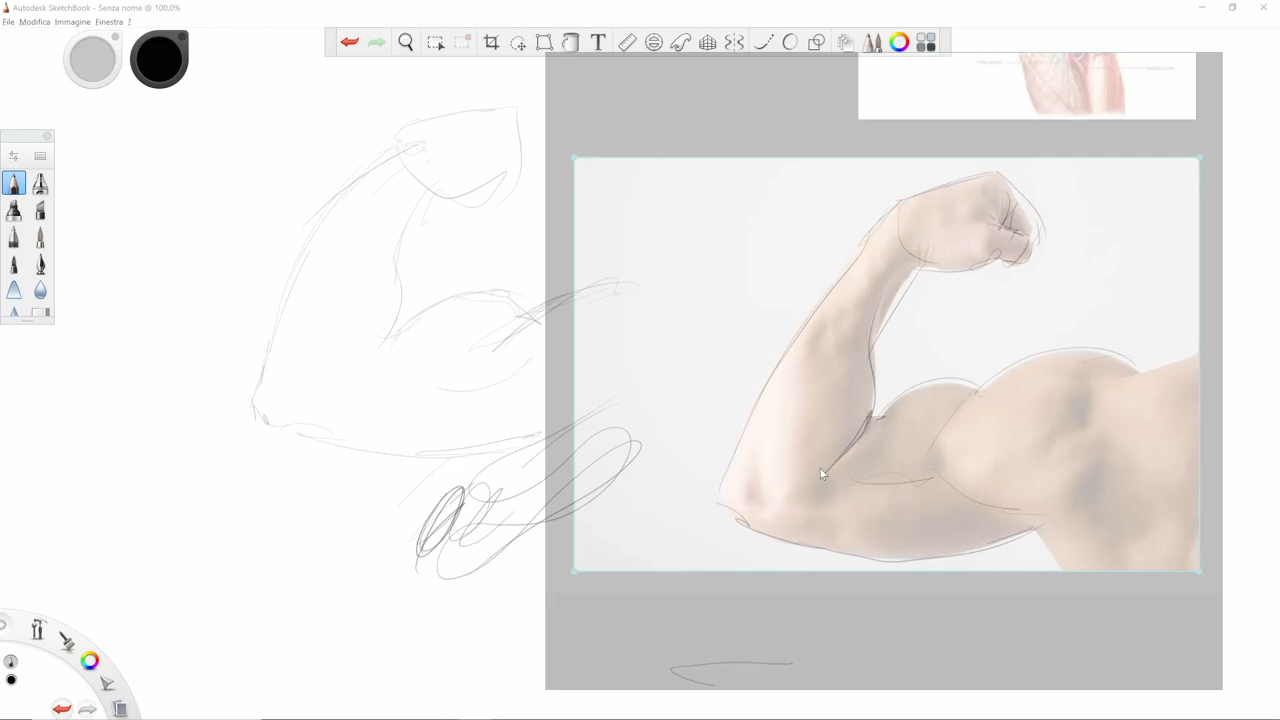 Autodesk SketchBook - Senza nome @ 100,0%
File Modifica Immagine Finestra ?
T